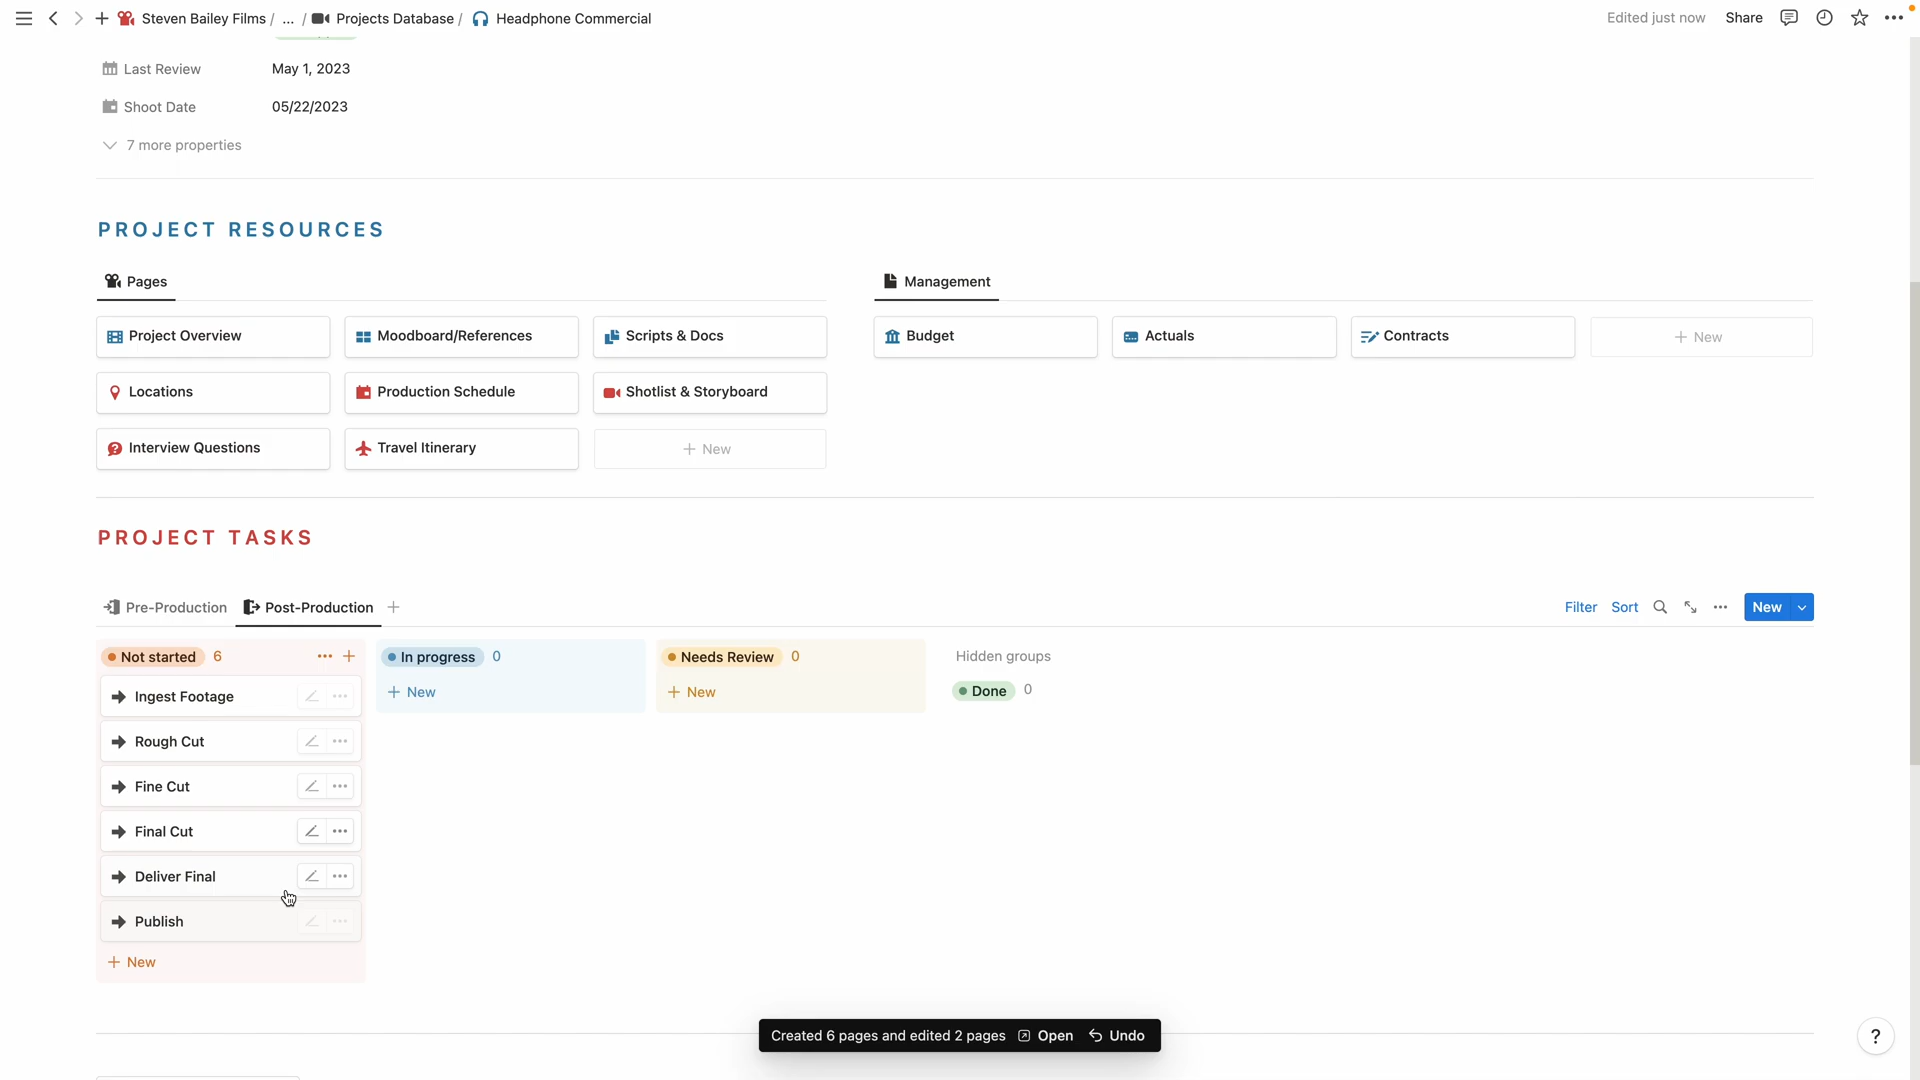 Steven Bailey Films / ... / Projects Database / Headphone Commercial
Edited just now Share
Last Review May 1, 2023
Shoot Date 05/22/2023
7 more properties
PROJECT RESOURCES
Pages
Management
Project Overview Moodboard/References Scripts & Docs
Budget Actuals Contracts + New
Locations Production Schedule Shotlist & Storyboard
Interview Questions Travel Itinerary + New
PROJECT TASKS
Pre-Production Post-Production +
Filter Sort New
Not started 6 ... +
In progress 0
Needs Review 0
Hidden groups
+ New
+ New
Done 0
Ingest Footage
Rough Cut
Fine Cut
Final Cut
Deliver Final
Publish
+ New
Created 6 pages and edited 2 pages Open Undo
?